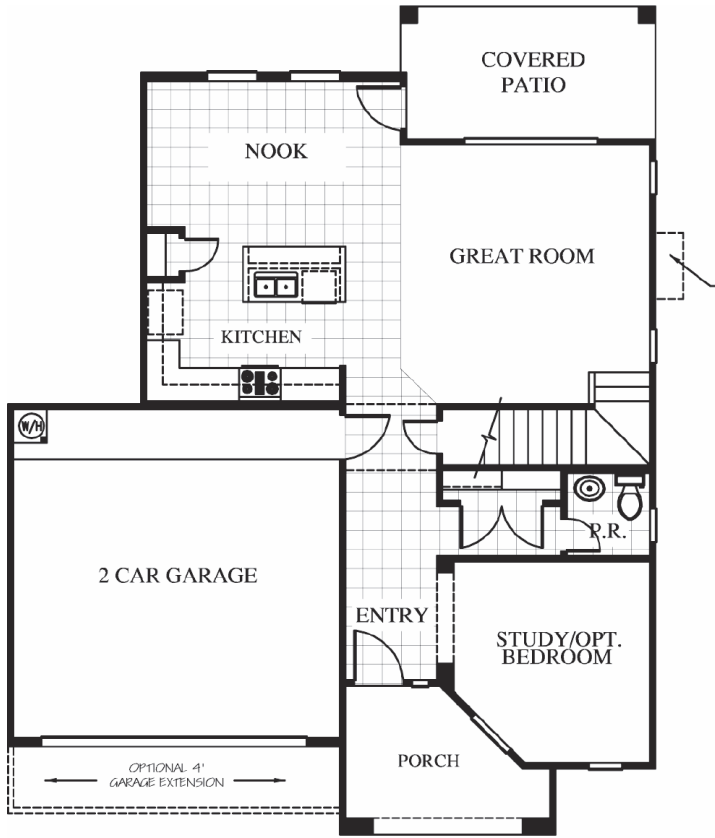 COVERED
PATIO
NOOK
GREAT ROOM
KITCHEN
W/H
P.R.
2 CAR GARAGE
ENTRY
STUDY/OPT.
BEDROOM
PORCH
OPTIONAL 4'
GARAGE EXTENSION